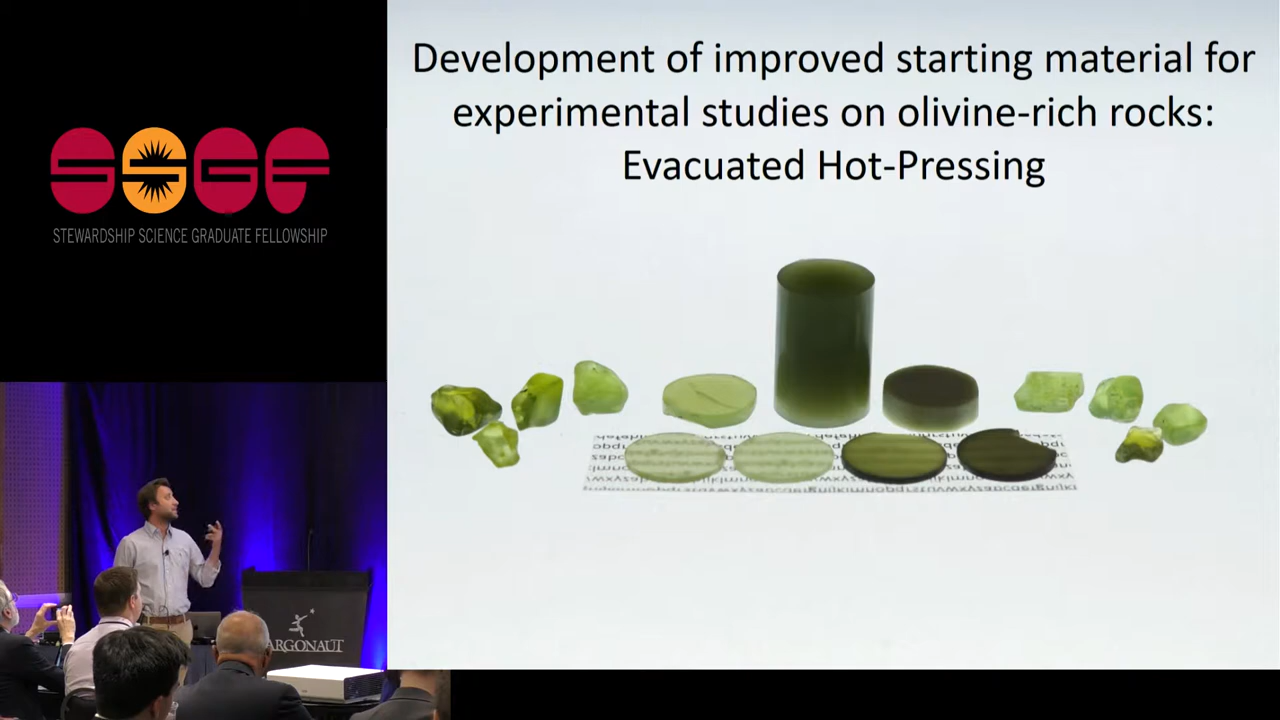 Development of improved starting material for
experimental studies on olivine-rich rocks:
Evacuated Hot-Pressing
SSGF
STEWARDSHIP SCIENCE GRADUATE FELLOWSHIP
ARGONAUT